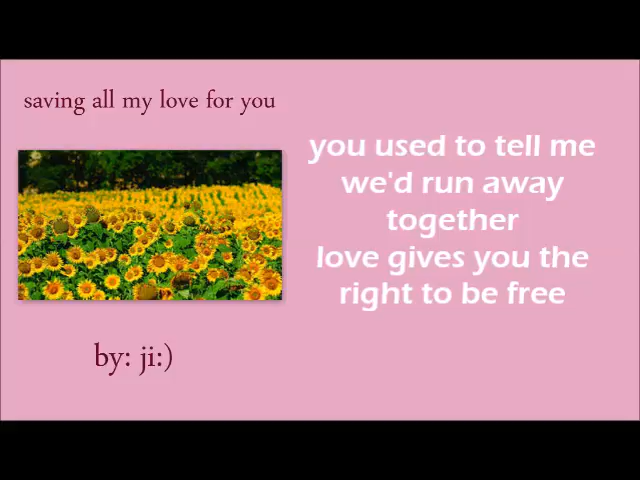 saving all my love for you
you used to tell me
we'd run away
together
love gives you the
right to be free
by: ji:)